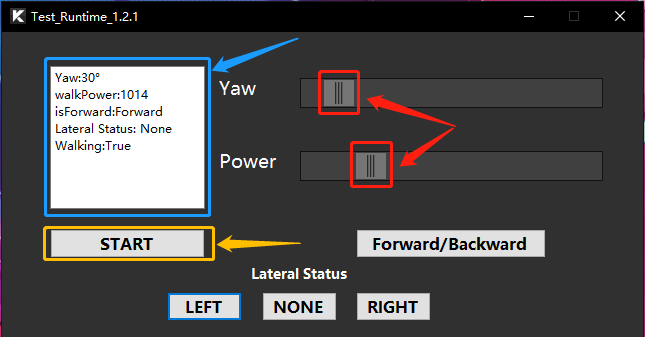 Test_Runtime_1.2.1
Yaw:30°
walkPower:1014
isForward:Forward
Lateral Status: None
Walking:True
Yaw
Power
START
Forward/Backward
Lateral Status
LEFT
NONE
RIGHT